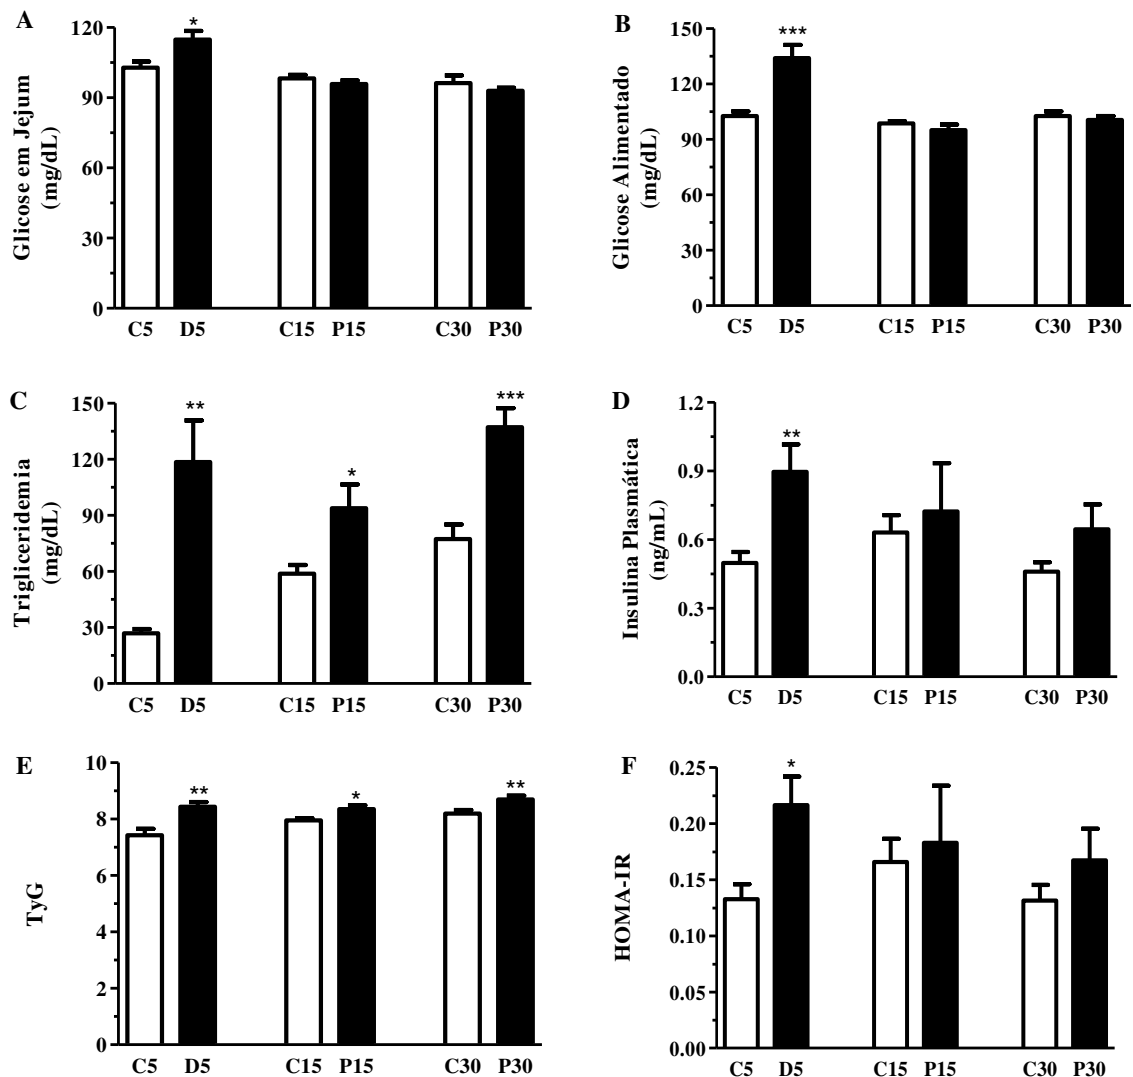 A
Glicose em Jejum
(mg/dL)
120
90
60
30
0
*
C5 D5 C15 P15 C30 P30
B
Glicose Alimentado
(mg/dL)
150
120
90
60
30
0
***
C5 D5 C15 P15 C30 P30
C
Trigliceridemia
(mg/dL)
150
120
90
60
30
0
**
*
***
C5 D5 C15 P15 C30 P30
D
Insulina Plasmática
(ng/mL)
1.2
0.9
0.6
0.3
0.0
**
C5 D5 C15 P15 C30 P30
E
TyG
10
8
6
4
2
0
**
*
**
C5 D5 C15 P15 C30 P30
F
HOMA-IR
0.25
0.20
0.15
0.10
0.05
0.00
*
C5 D5 C15 P15 C30 P30